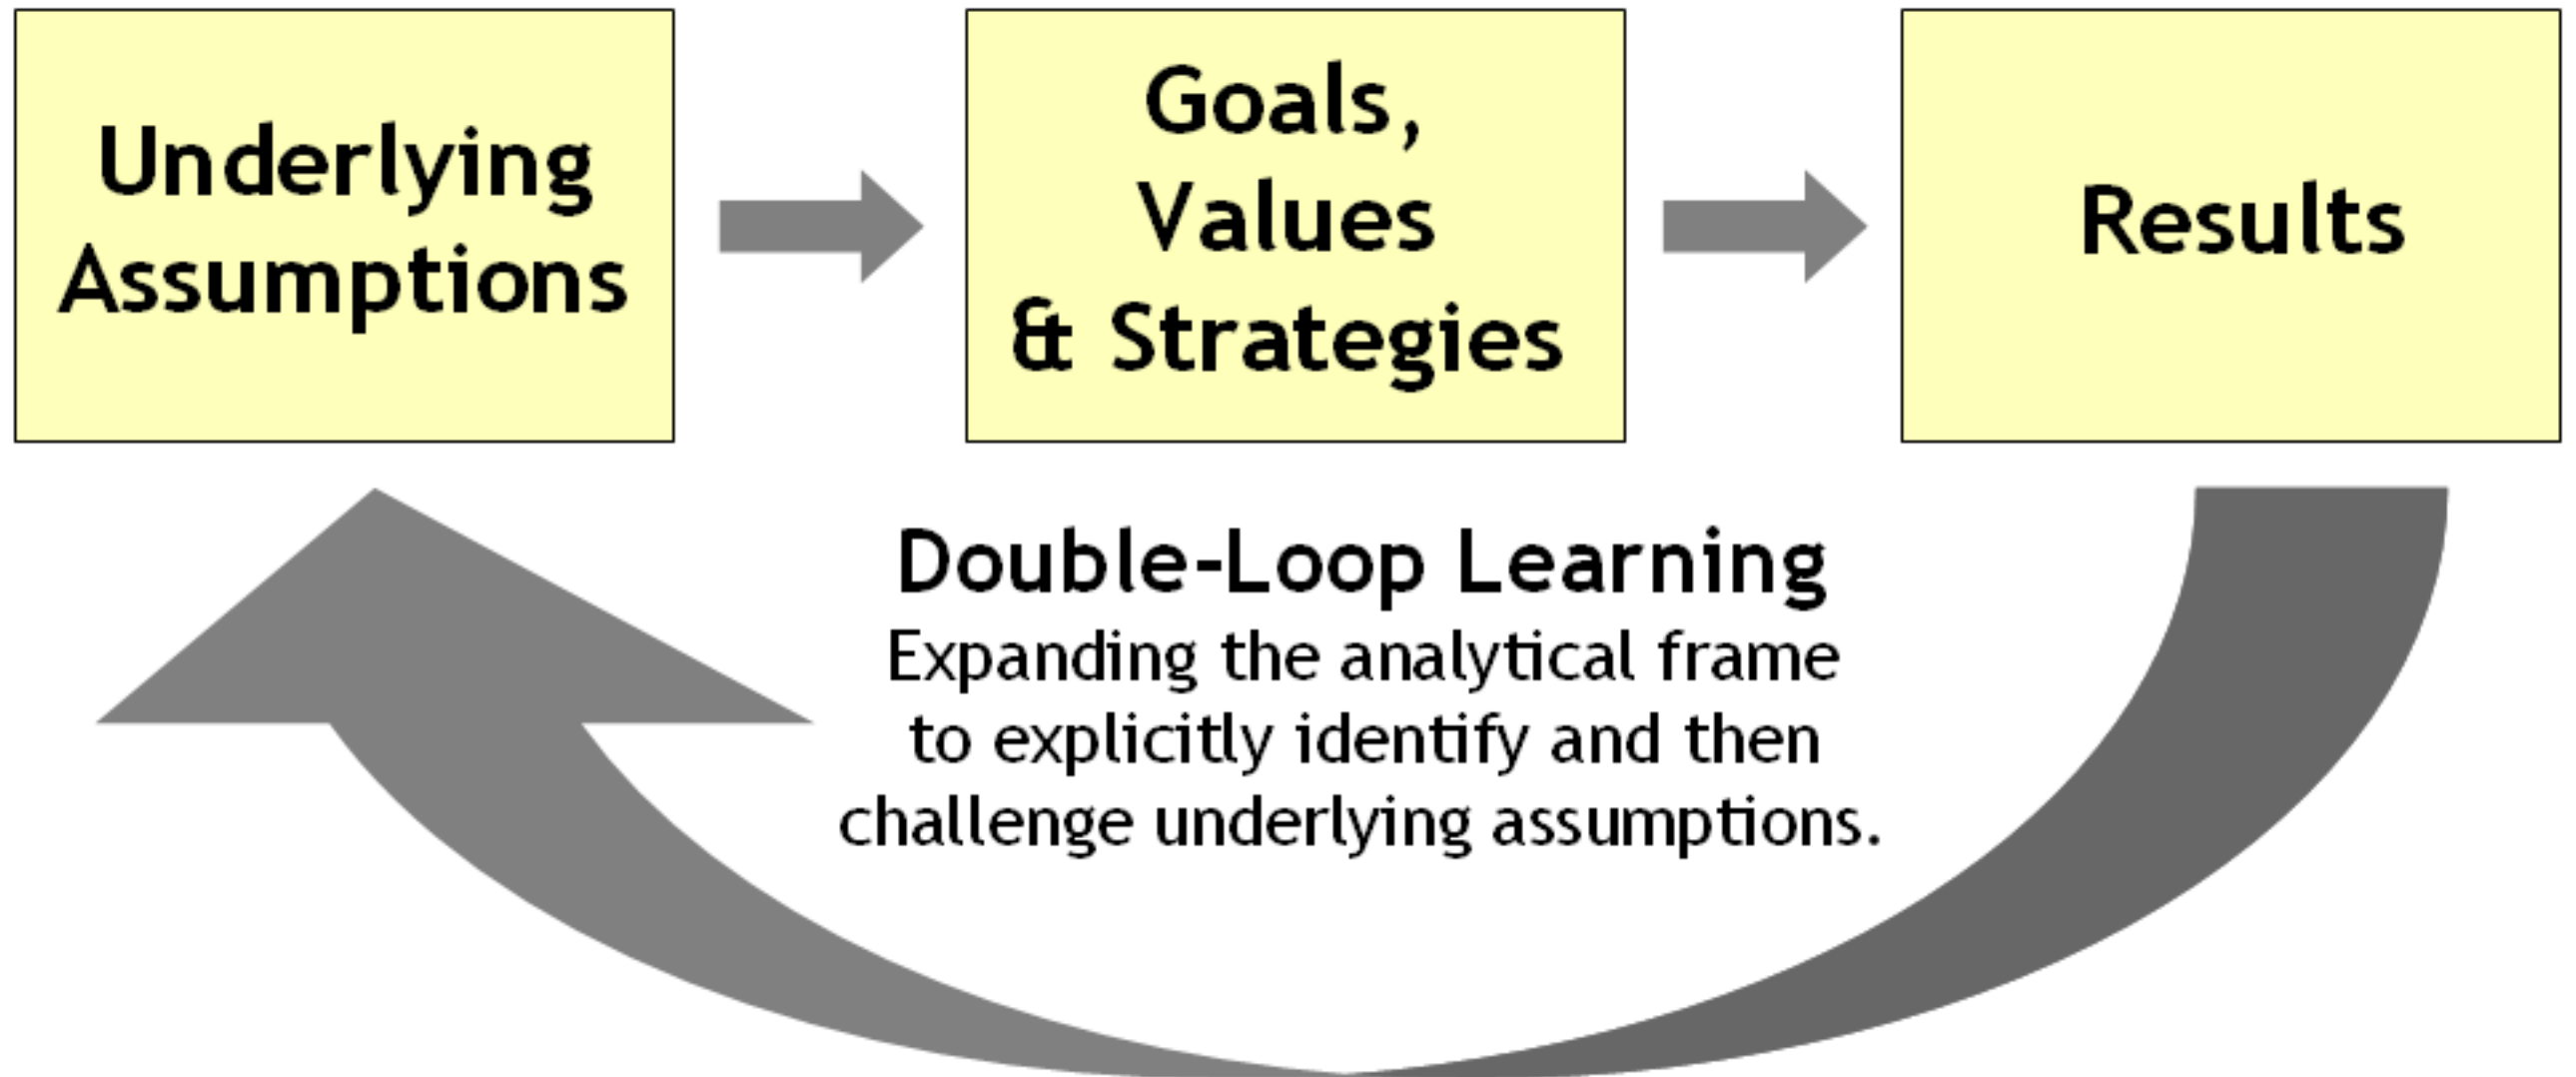 Underlying
Assumptions
Goals,
Values
& Strategies
Results
Double-Loop Learning
Expanding the analytical frame
to explicitly identify and then
challenge underlying assumptions.